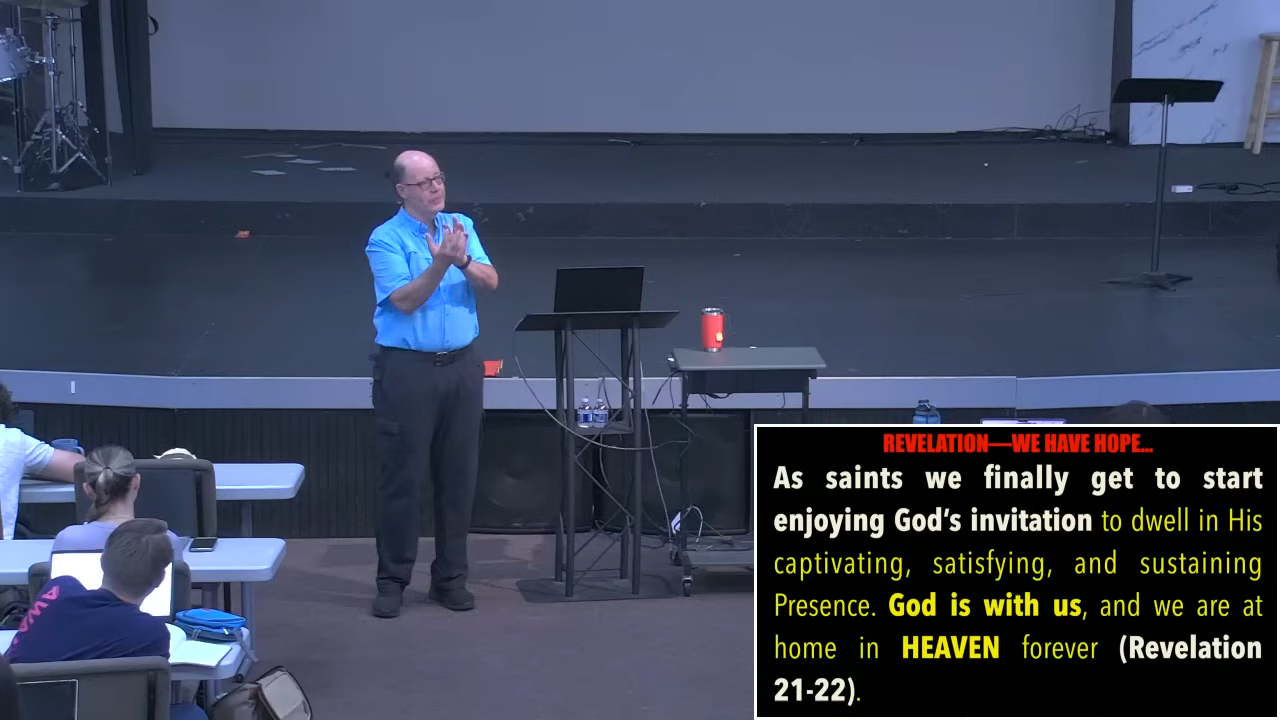 REVELATION—WE HAVE HOPE...
As saints we finally get to start
enjoying God's invitation to dwell in His
captivating, satisfying, and sustaining
Presence. God is with us, and we are at
home in HEAVEN forever (Revelation
21-22).